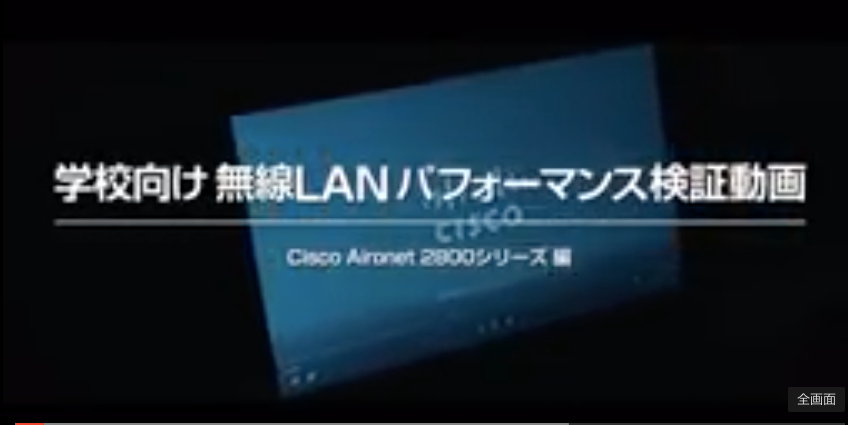 学校向け 無線LAN パフォーマンス検証動画
CISCO
Cisco Aironet 2800シリーズ 編
全画面